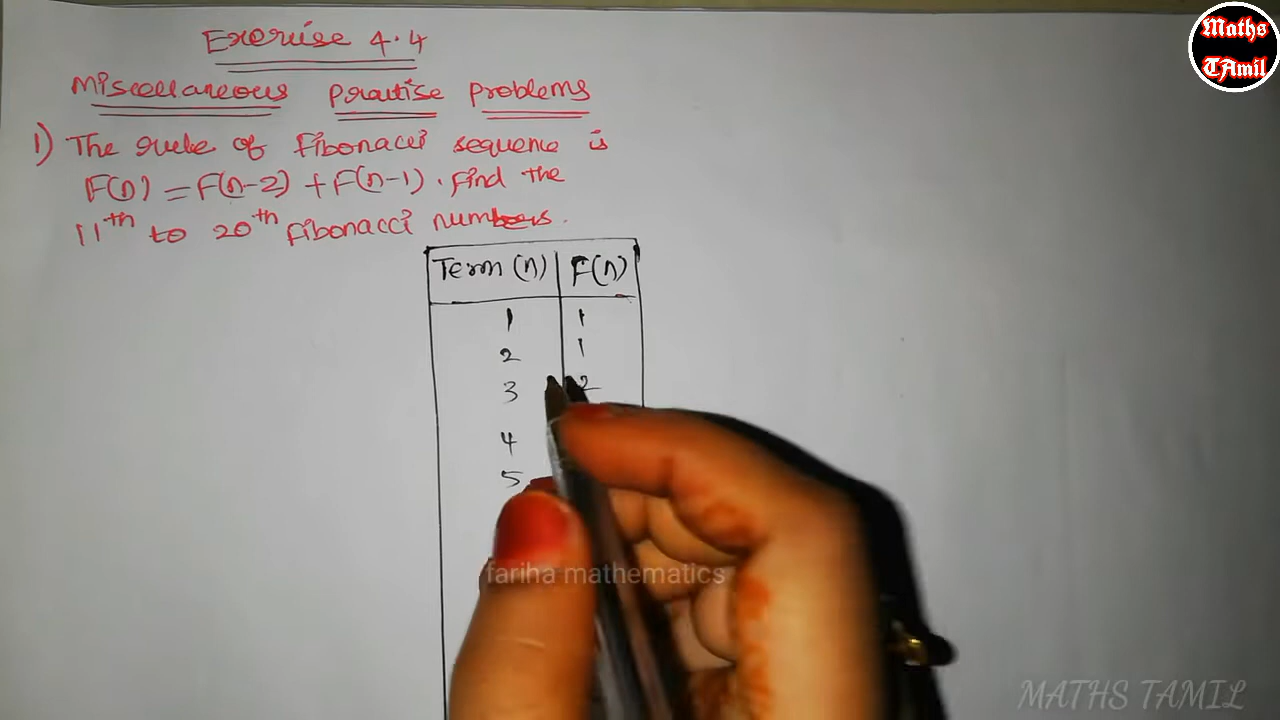 Maths
TAmil
Exercise 4.4
Miscellaneous Practise Problems
1) The rule of Fibonacci sequence is
F(n) = F(n-2) + F(n-1). Find the
11th to 20th fibonacci numbers.
Term (n) F(n)
1 1
2 1
3 2
4
5
fariha mathematics
MATHS TAMIL